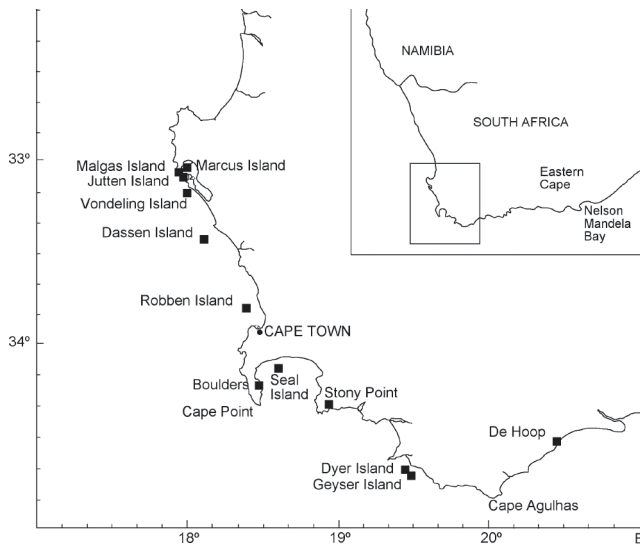 NAMIBIA
SOUTH AFRICA
Eastern
Cape
Nelson
Mandela
Bay
33°
Malgas Island
Marcus Island
Jutten Island
Vondeling Island
Dassen Island
Robben Island
CAPE TOWN
34°
Boulders
Seal
Island
Stony Point
Cape Point
De Hoop
Dyer Island
Geyser Island
Cape Agulhas
18°
19°
20°
E